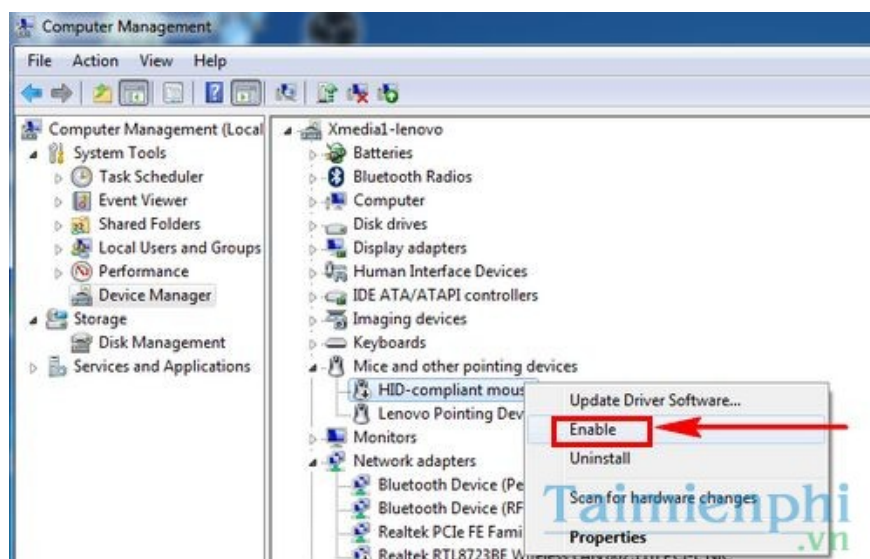 Computer Management
File Action View Help
Computer Management (Local
System Tools
Task Scheduler
Event Viewer
Shared Folders
Local Users and Groups
Performance
Device Manager
Storage
Disk Management
Services and Applications
Xmedia1-lenovo
Batteries
Bluetooth Radios
Computer
Disk drives
Display adapters
Human Interface Devices
IDE ATA/ATAPI controllers
Imaging devices
Keyboards
Mice and other pointing devices
HID-compliant mous
Lenovo Pointing Dev
Monitors
Network adapters
Bluetooth Device (Pe
Bluetooth Device (RF
Realtek PCIe FE Fami
Realtek RTL8723BE
Update Driver Software...
Enable
Uninstall
Scan for hardware changes
Properties
Taimienphi
.vn